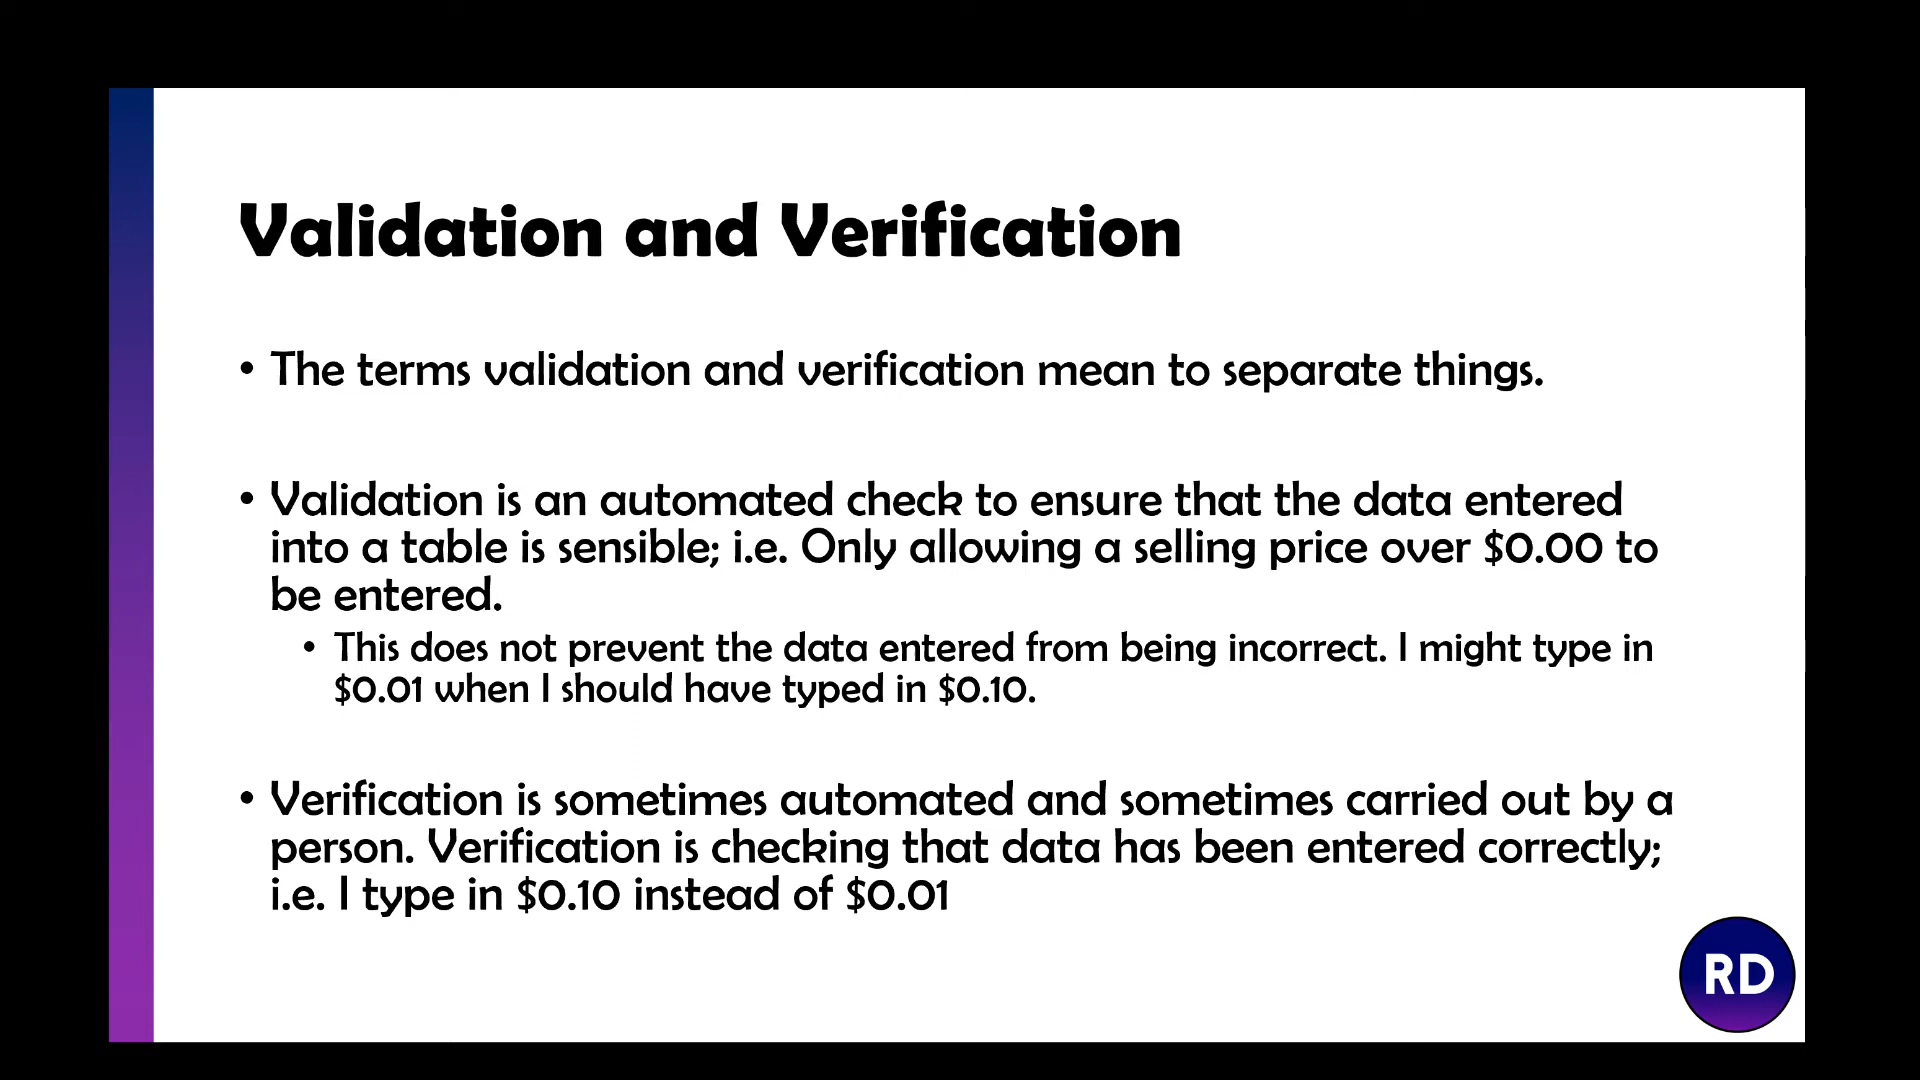 Validation and Verification
• The terms validation and verification mean to separate things.
• Validation is an automated check to ensure that the data entered
into a table is sensible; i.e. Only allowing a selling price over $0.00 to
be entered.
• This does not prevent the data entered from being incorrect. I might type in
$0.01 when I should have typed in $0.10.
• Verification is sometimes automated and sometimes carried out by a
person. Verification is checking that data has been entered correctly;
i.e. I type in $0.10 instead of $0.01
RD